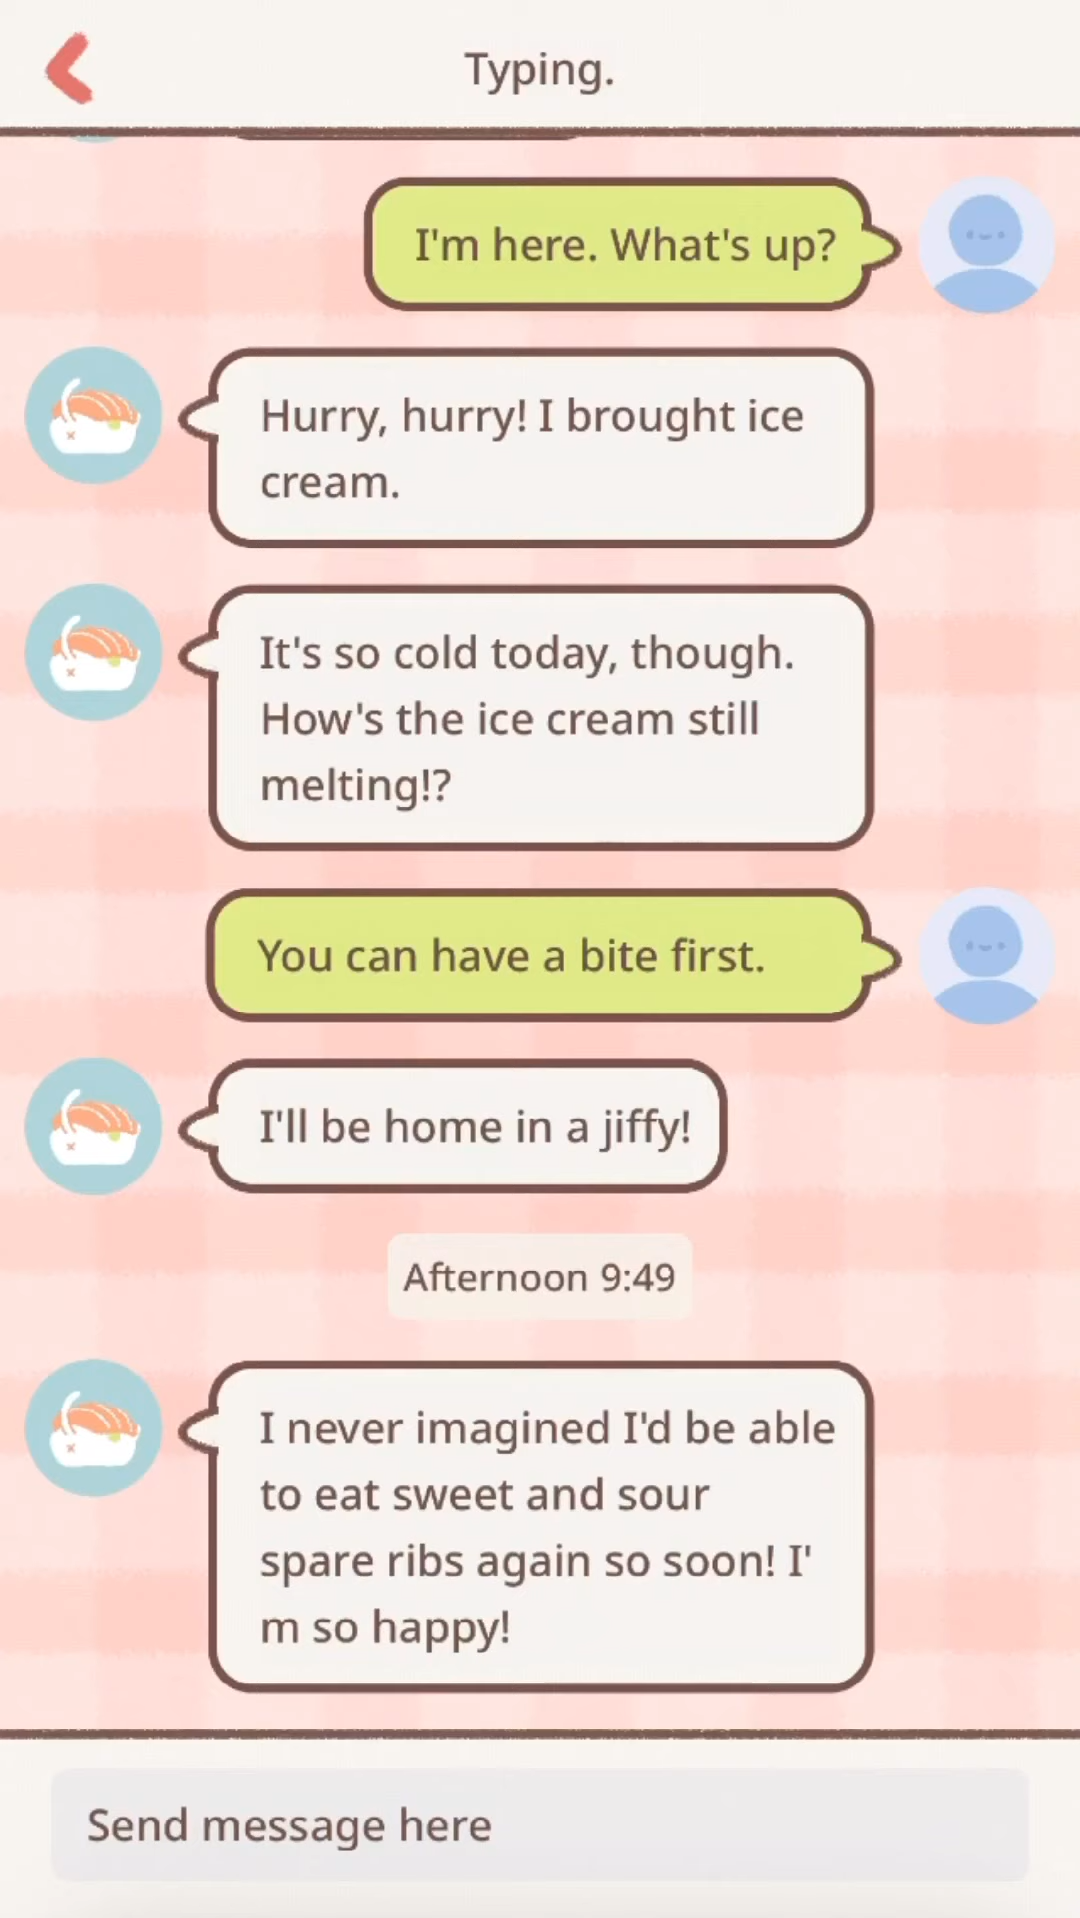 Typing.
I'm here. What's up?
Hurry, hurry! I brought ice
cream.
It's so cold today, though.
How's the ice cream still
melting!?
You can have a bite first.
I'll be home in a jiffy!
Afternoon 9:49
I never imagined I'd be able
to eat sweet and sour
spare ribs again so soon! I'
m so happy!
Send message here